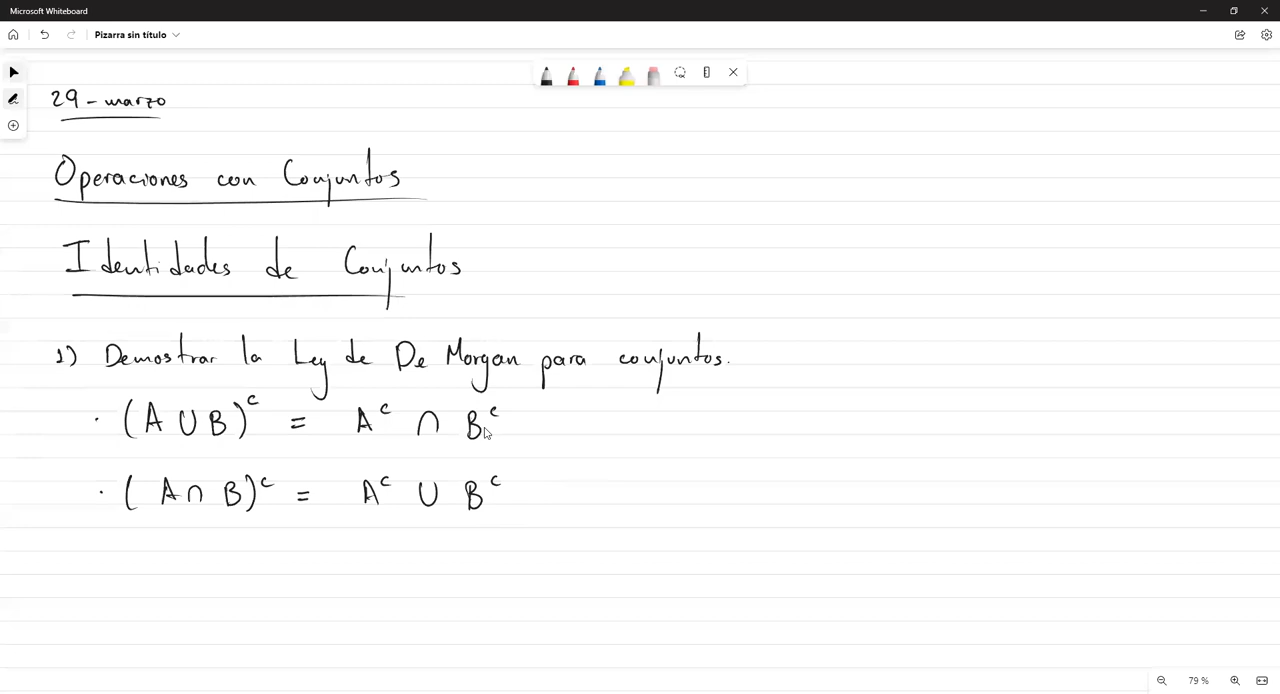 Microsoft Whiteboard
Pizarra sin título
29 - marzo
Operaciones con Conjuntos
Identidades de Conjuntos
1) Demostrar la Ley de De Morgan para conjuntos.
· (A ∪ B)ᶜ = Aᶜ ∩ Bᶜ
· (A ∩ B)ᶜ = Aᶜ ∪ Bᶜ
79 %